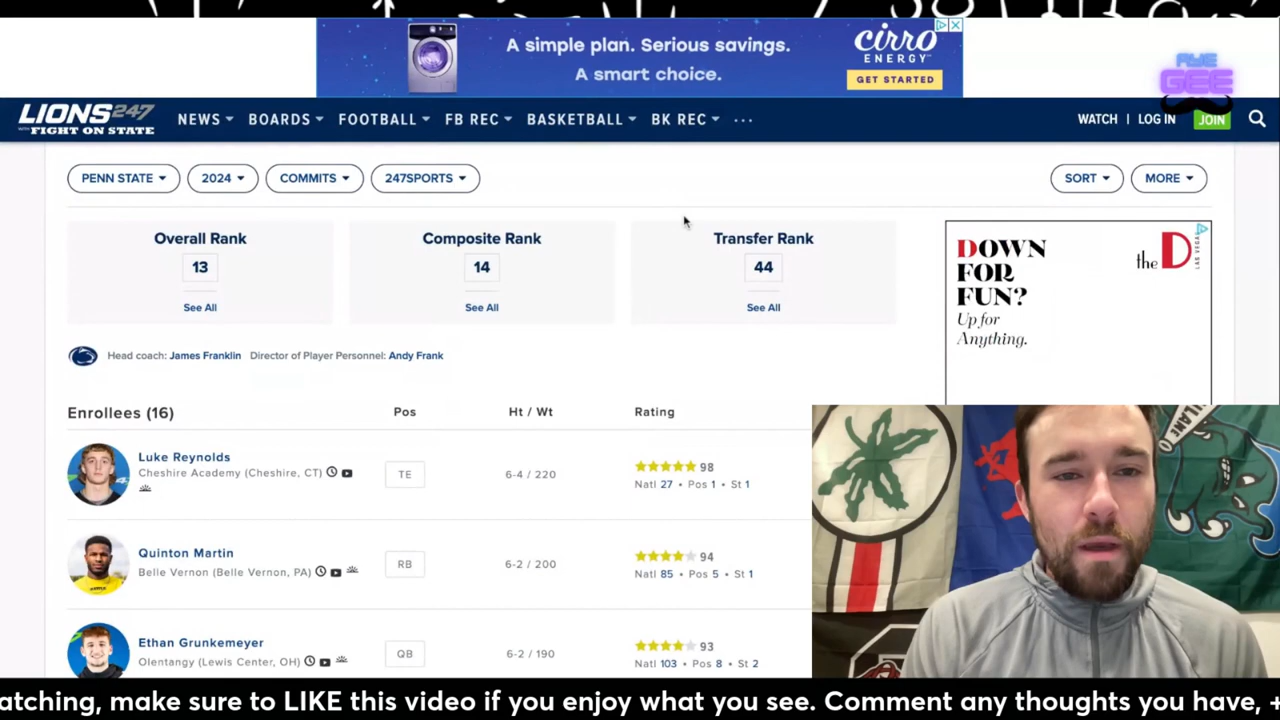 A simple plan. Serious savings.
A smart choice.
cirro
ENERGY
GET STARTED
AYE
GEE
LIONS247
WITH FIGHT ON STATE
NEWS BOARDS FOOTBALL FB REC BASKETBALL BK REC ...
WATCH | LOG IN JOIN
PENN STATE 2024 COMMITS 247SPORTS SORT MORE
Overall Rank Composite Rank Transfer Rank
13 14 44
See All See All See All
DOWN
FOR
FUN?
Up for
Anything.
the D
LAS VEGAS
Head coach: James Franklin Director of Player Personnel: Andy Frank
Enrollees (16) Pos Ht / Wt Rating
Luke Reynolds
Cheshire Academy (Cheshire, CT)
TE 6-4 / 220 98
Natl 27 • Pos 1 • St 1
Quinton Martin
Belle Vernon (Belle Vernon, PA)
RB 6-2 / 200 94
Natl 85 • Pos 5 • St 1
Ethan Grunkemeyer
Olentangy (Lewis Center, OH)
QB 6-2 / 190 93
Natl 103 • Pos 8 • St 2
atching, make sure to LIKE this video if you enjoy what you see. Comment any thoughts you have, +